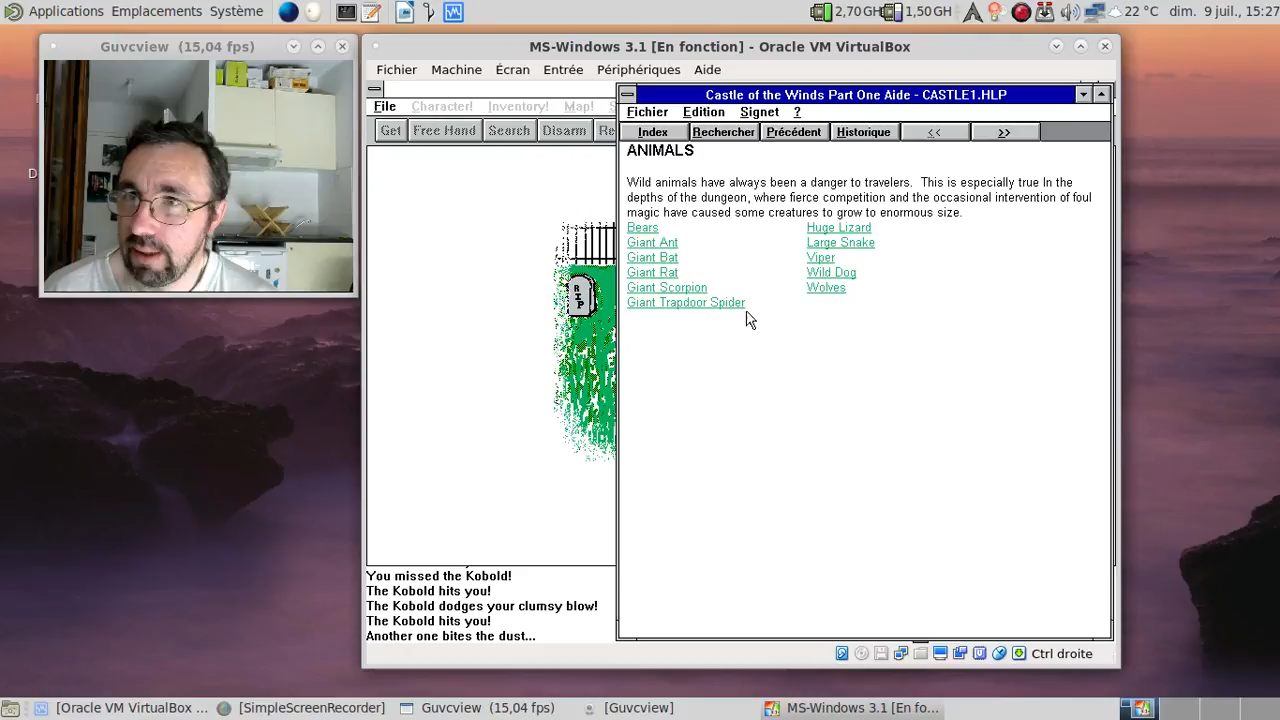 Applications Emplacements Système
2,70 GH 1,50 GH 22 °C dim. 9 juil., 15:27
Guvcview (15,04 fps)
MS-Windows 3.1 [En fonction] - Oracle VM VirtualBox
Fichier Machine Écran Entrée Périphériques Aide
File Character! Inventory! Map!
Get Free Hand Search Disarm
Castle of the Winds Part One Aide - CASTLE1.HLP
Fichier Edition Signet ?
Index Rechercher Précédent Historique << >>
ANIMALS
Wild animals have always been a danger to travelers. This is especially true In the
depths of the dungeon, where fierce competition and the occasional intervention of foul
magic have caused some creatures to grow to enormous size.
Bears Huge Lizard
Giant Ant Large Snake
Giant Bat Viper
Giant Rat Wild Dog
Giant Scorpion Wolves
Giant Trapdoor Spider
RIP
You missed the Kobold!
The Kobold hits you!
The Kobold dodges your clumsy blow!
The Kobold hits you!
Another one bites the dust...
Ctrl droite
[Oracle VM VirtualBox ... [SimpleScreenRecorder] Guvcview (15,04 fps) [Guvcview] MS-Windows 3.1 [En fo...